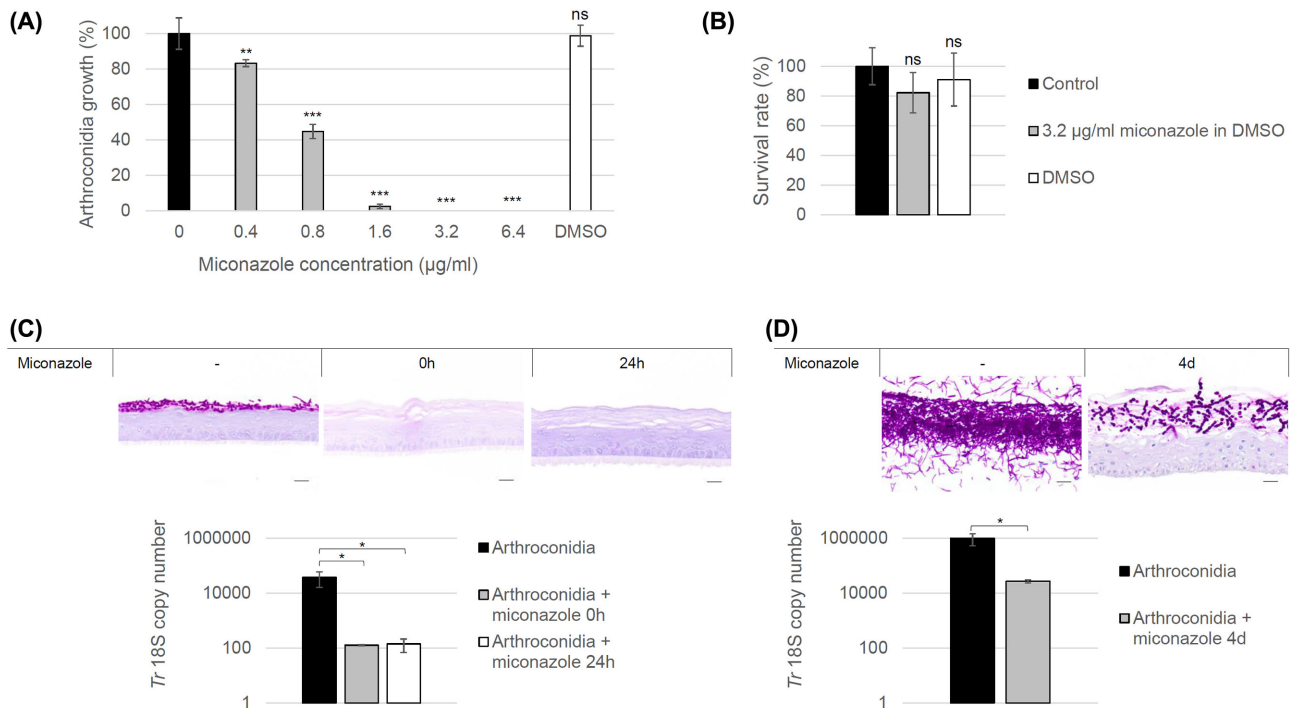 (A)
Arthroconidia growth (%)
100
80
60
40
20
0
**
***
***
***
***
ns
0 0.4 0.8 1.6 3.2 6.4 DMSO
Miconazole concentration (µg/ml)
(B)
Survival rate (%)
100
80
60
40
20
0
ns
ns
Control
3.2 µg/ml miconazole in DMSO
DMSO
(C)
Miconazole - 0h 24h
Tr 18S copy number
1000000
10000
100
1
*
*
Arthroconidia
Arthroconidia +
miconazole 0h
Arthroconidia +
miconazole 24h
(D)
Miconazole - 4d
Tr 18S copy number
1000000
10000
100
1
*
Arthroconidia
Arthroconidia +
miconazole 4d